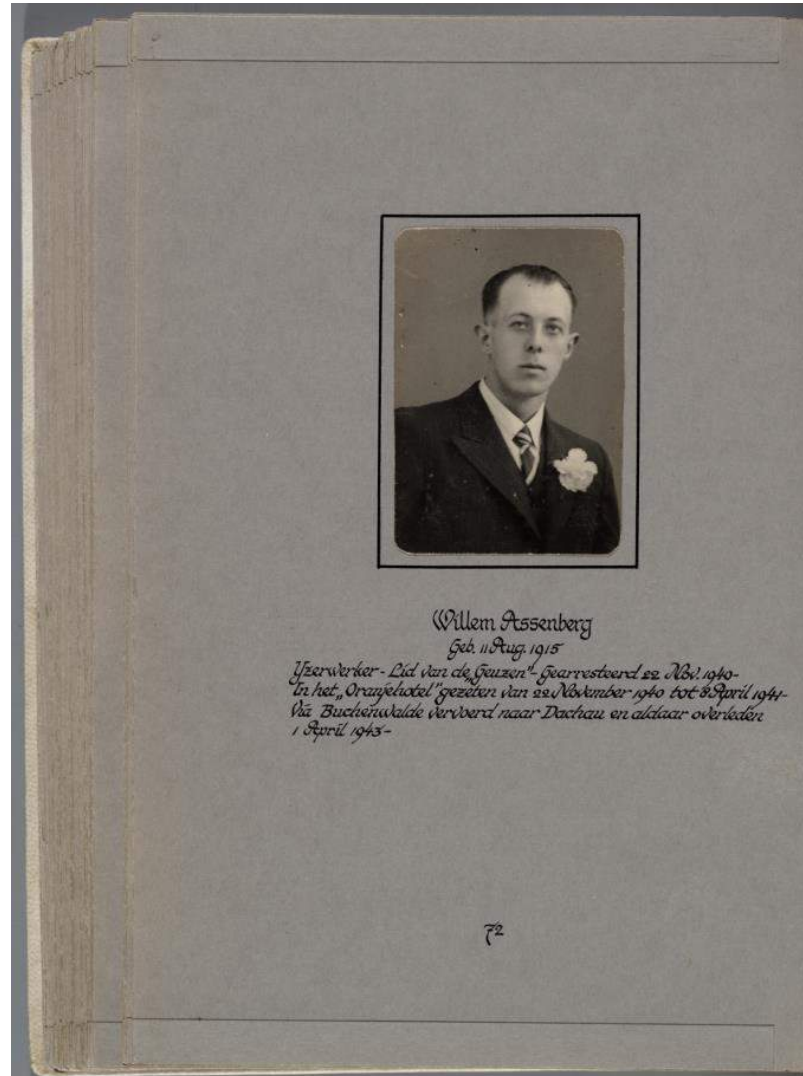 Willem Assenberg
Geb. 11 Aug. 1915
Yzerwerker - Lid van de „Geuzen" - Gearresteerd 22 Nov. 1940 -
In het „Oranjehotel" gezeten van 22 November 1940 tot 8 April 1941 -
Via Buchenwalde vervoerd naar Dachau en aldaar overleden
1 April 1943 -
72